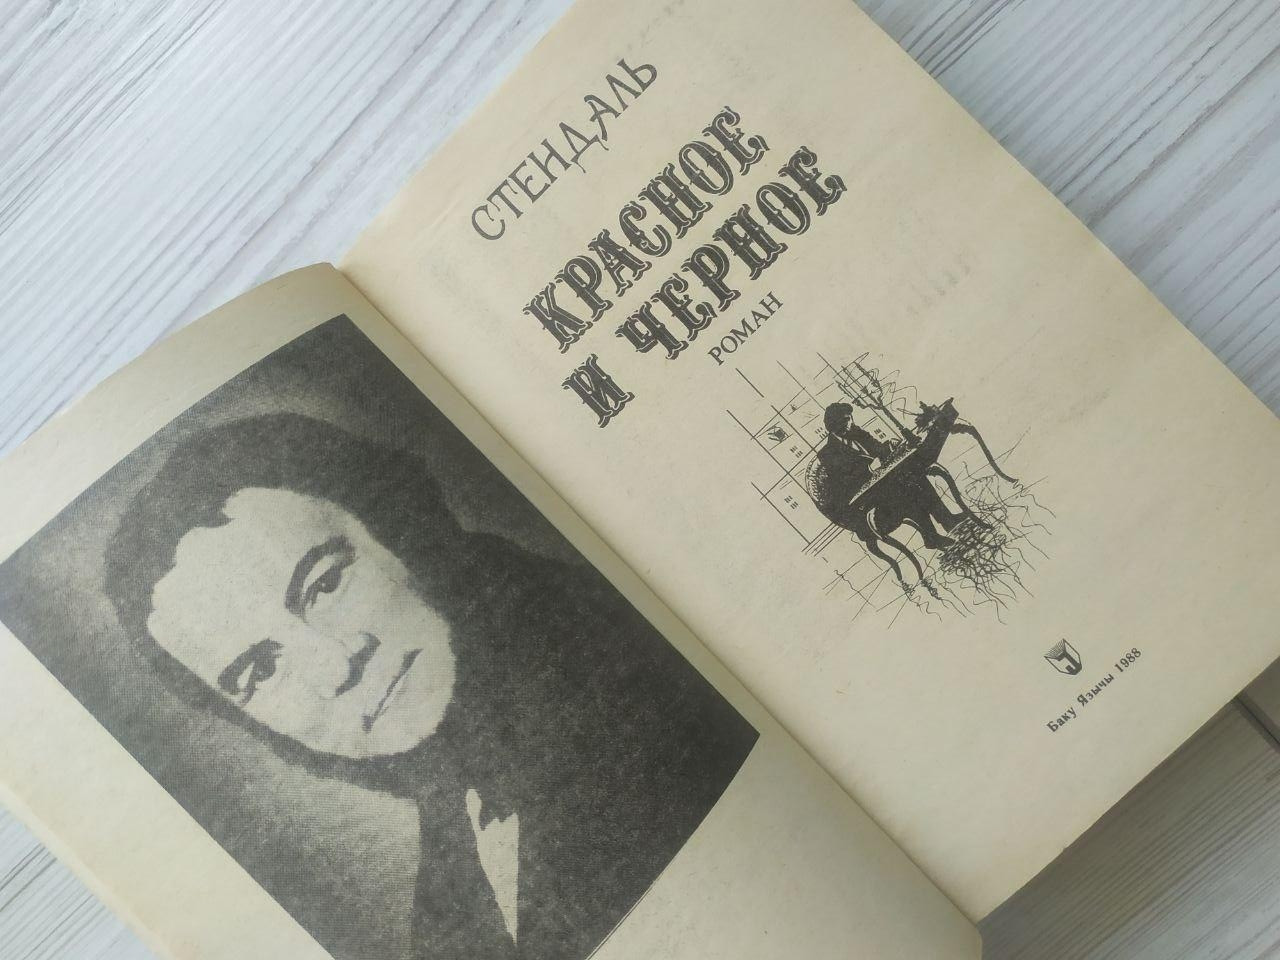 СТЕНДАЛЬ
КРАСНОЕ
И ЧЕРНОЕ
РОМАН
Баку Язычы 1988